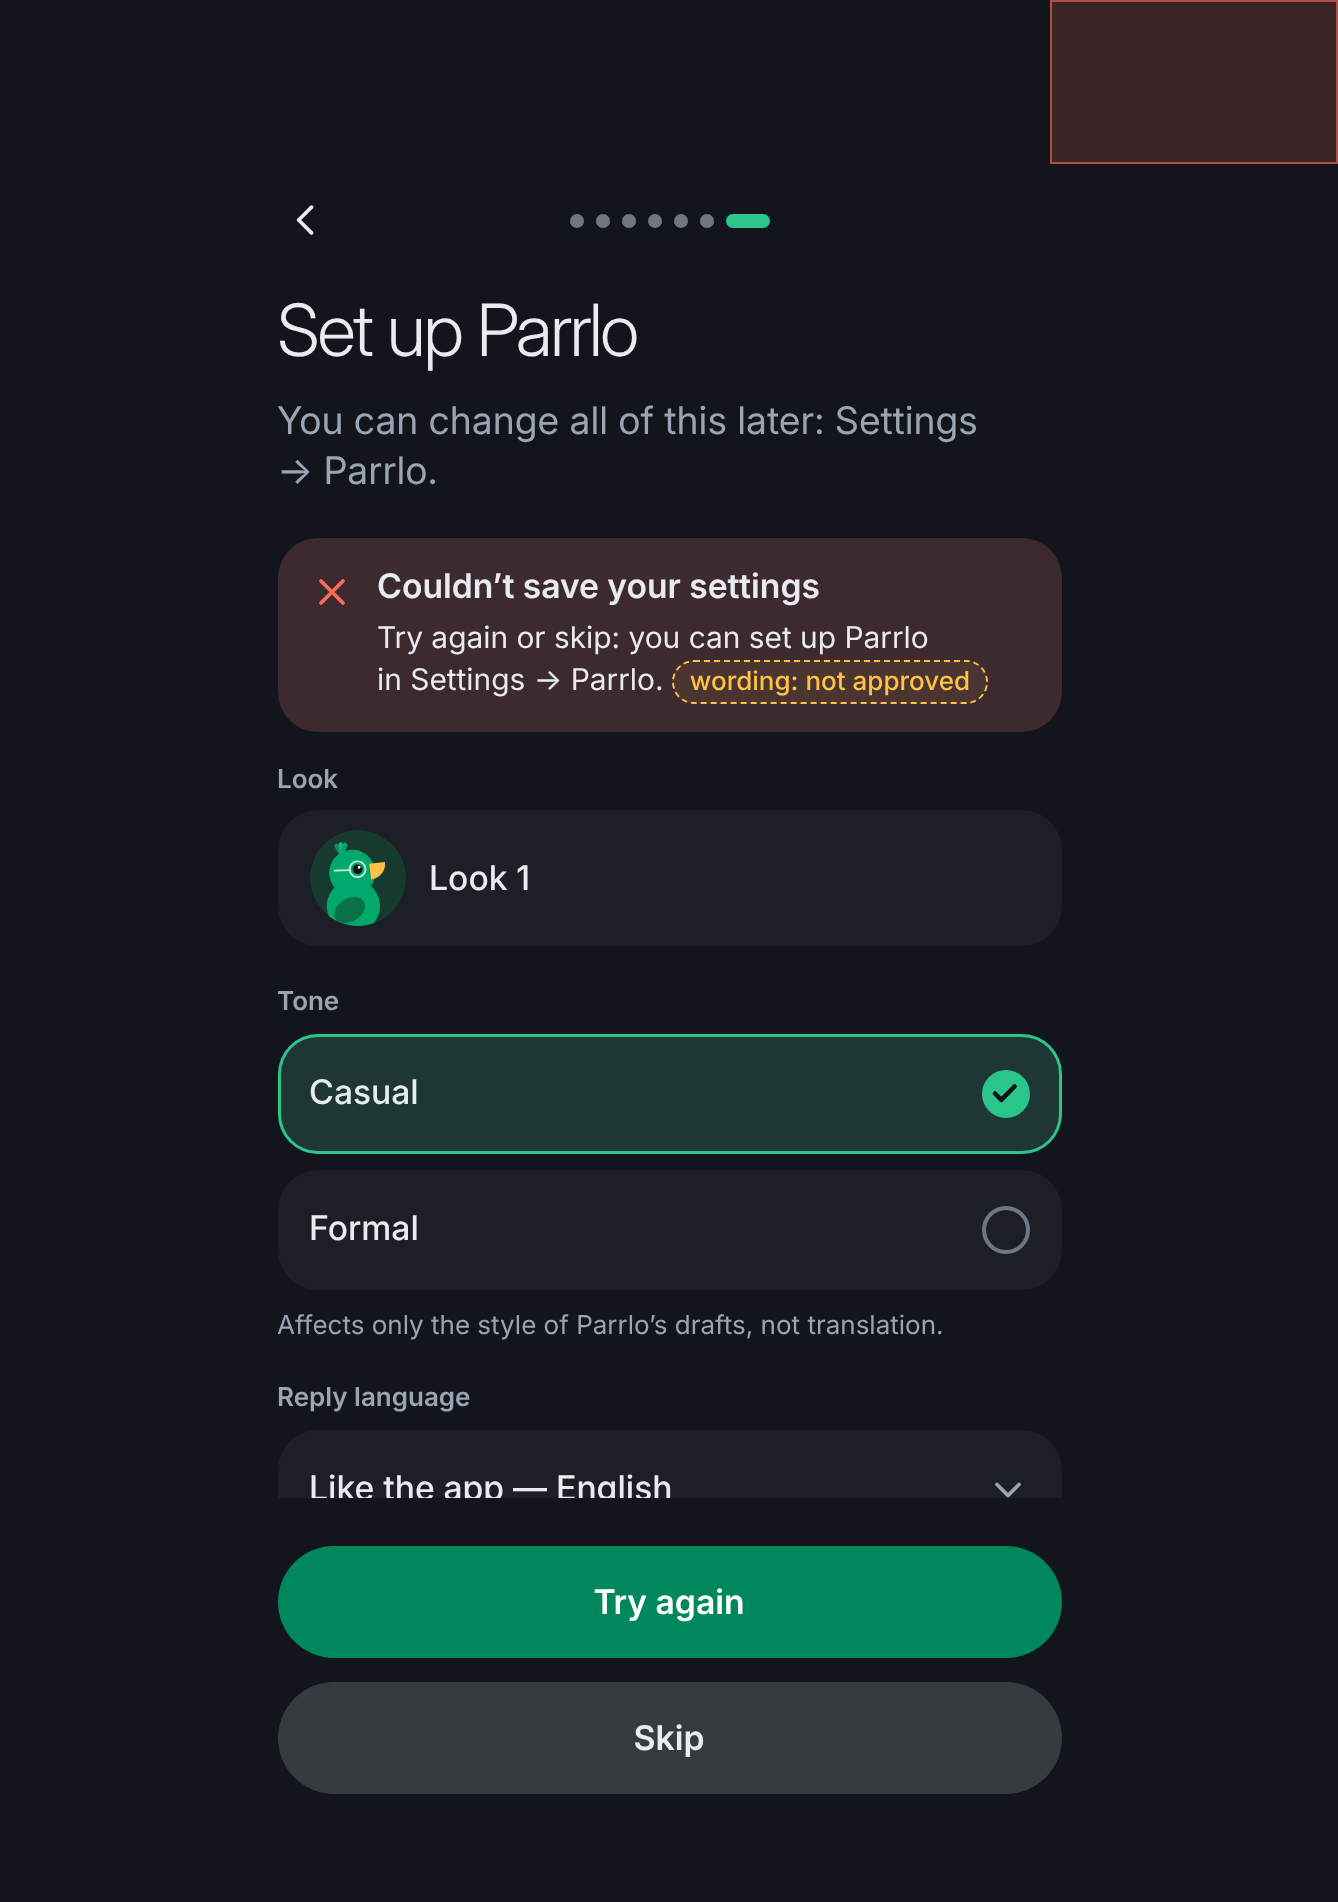 Set up Parrlo
You can change all of this later: Settings
→ Parrlo.
Couldn’t save your settings
Try again or skip: you can set up Parrlo
in Settings → Parrlo. wording: not approved
Look
Look 1
Tone
Casual
Formal
Affects only the style of Parrlo’s drafts, not translation.
Reply language
Like the app — English
Try again
Skip